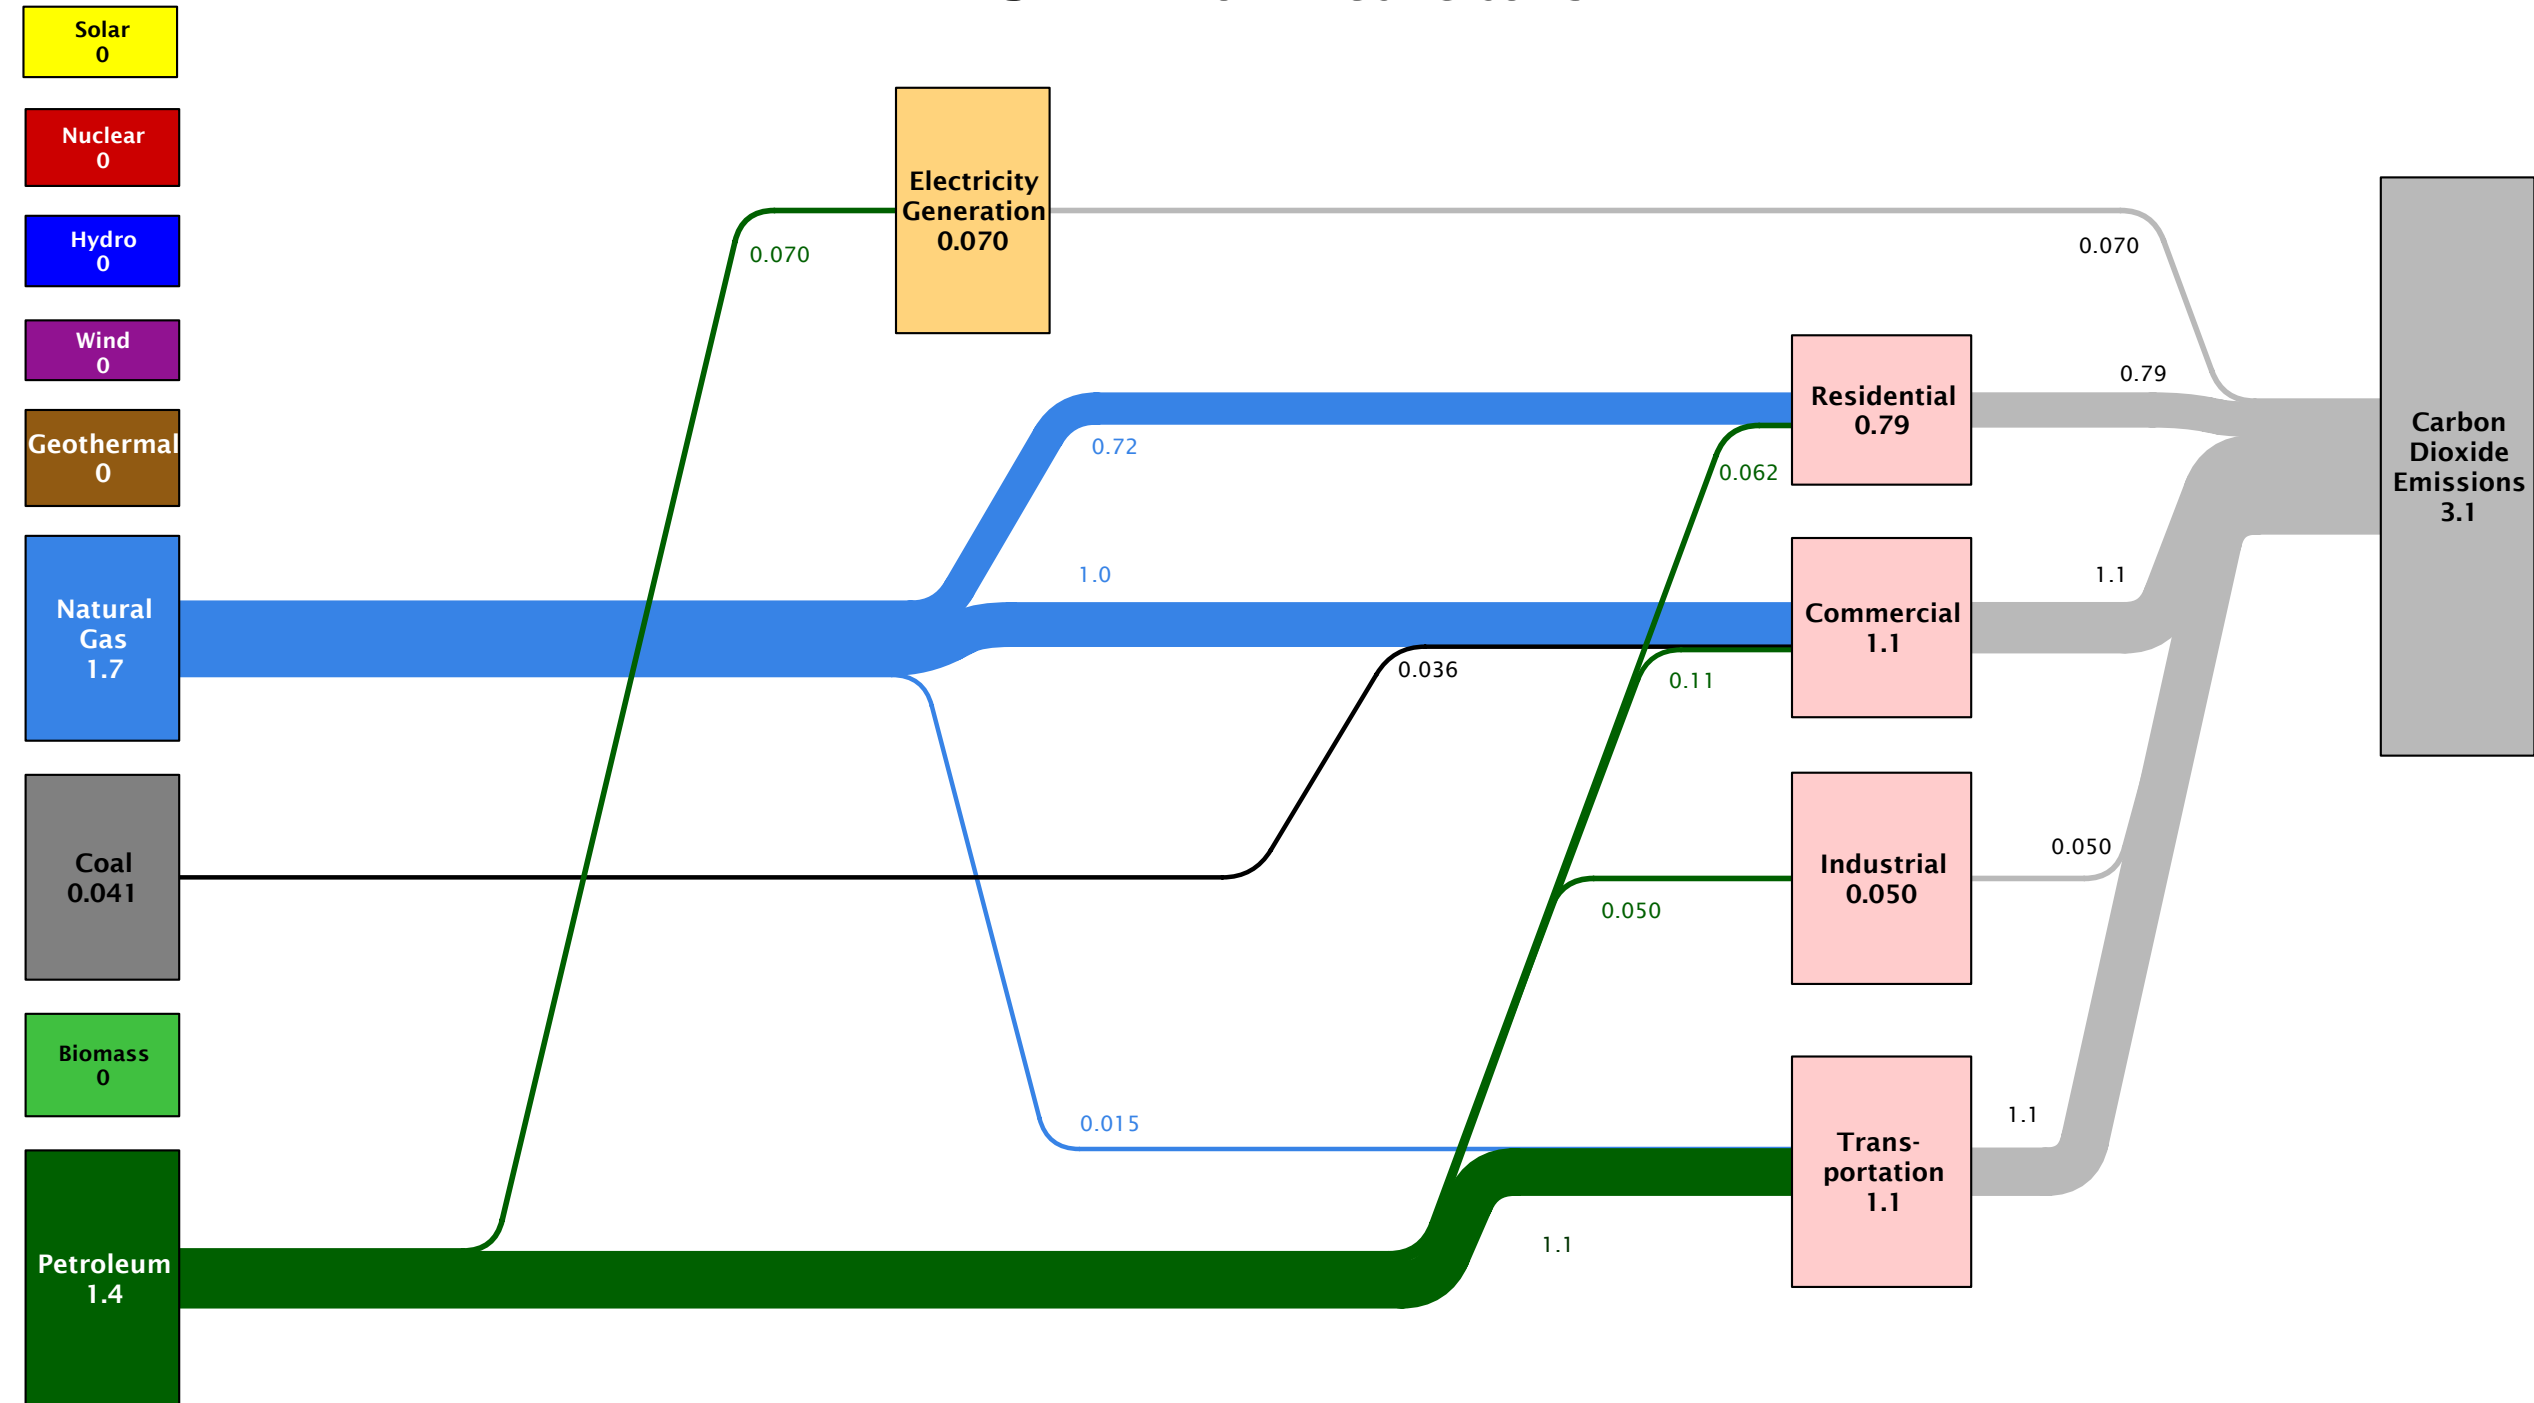 Solar
0
Nuclear
0
Hydro
0
Wind
0
Geothermal
0
Natural
Gas
1.7
Coal
0.041
Biomass
0
Petroleum
1.4
Electricity
Generation
0.070
0.070
0.72
1.0
0.036
0.015
0.062
0.11
0.050
1.1
Residential
0.79
Commercial
1.1
Industrial
0.050
Trans-
portation
1.1
0.070
0.79
1.1
0.050
1.1
Carbon
Dioxide
Emissions
3.1